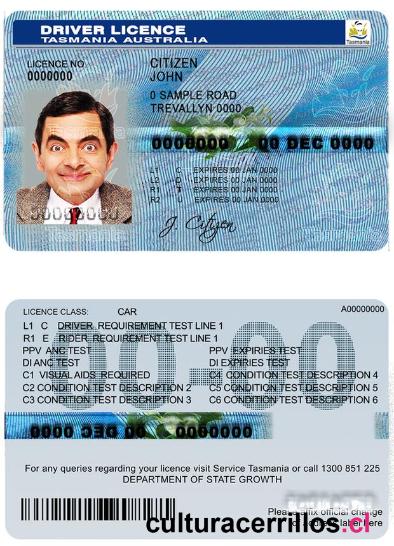 DRIVER LICENCE
TASMANIA AUSTRALIA
Tasmania
LICENCE NO
0000000
CITIZEN
JOHN
0 SAMPLE ROAD
TREVALLYN 0000
0000000 00 DEC 0000
L1 C EXPIRES 00 JAN 0000
L2 C EXPIRES 00 JAN 0000
R1 EXPIRES 00 JAN 0000
R2 EXPIRES 00 JAN 0000
J. Citizen
LICENCE CLASS: CAR
A00000000
L1 C DRIVER REQUIREMENT TEST LINE 1
R1 E RIDER REQUIREMENT TEST LINE 1
PPV ANC TEST PPV EXPIRIES TEST
DI ANC TEST DI EXPIRIES TEST
C1 VISUAL AIDS REQUIRED C4 CONDITION TEST DESCRIPTION 4
C2 CONDITION TEST DESCRIPTION 2 C5 CONDITION TEST DESCRIPTION 5
C3 CONDITION TEST DESCRIPTION 3 C6 CONDITION TEST DESCRIPTION 6
00-00
For any queries regarding your licence visit Service Tasmania or call 1300 851 225
DEPARTMENT OF STATE GROWTH
Please affix official change
of address label here
culturacerrillos.cl